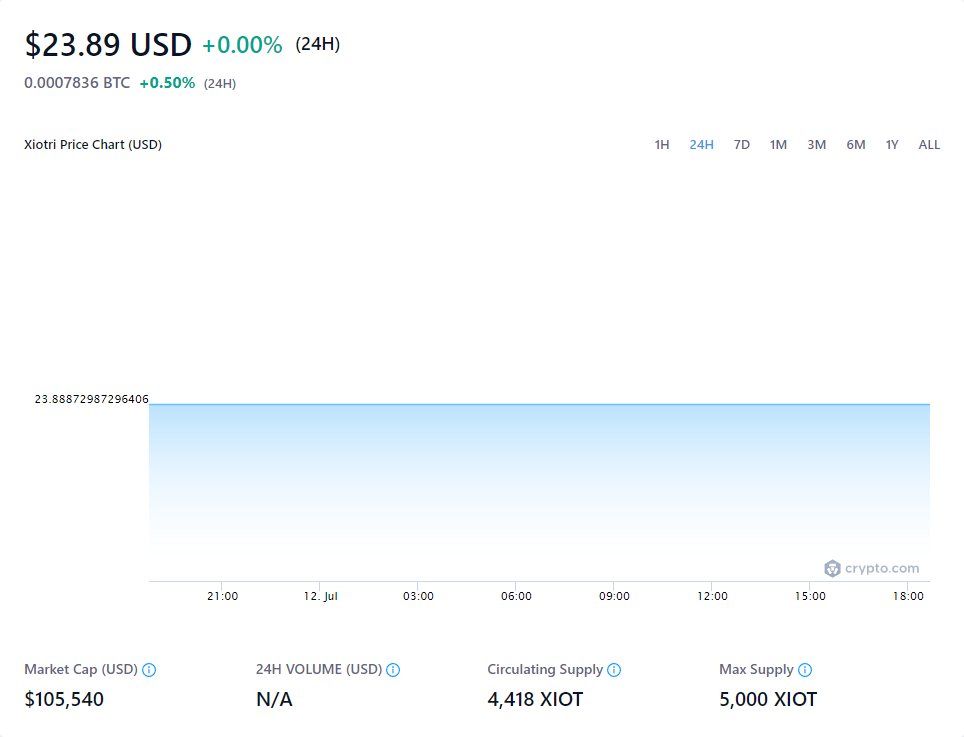 $23.89 USD +0.00% (24H)
0.0007836 BTC +0.50% (24H)
Xiotri Price Chart (USD) 1H 24H 7D 1M 3M 6M 1Y ALL
23.88872987296406
crypto.com
21:00 12. Jul 03:00 06:00 09:00 12:00 15:00 18:00
Market Cap (USD) 24H VOLUME (USD) Circulating Supply Max Supply
$105,540 N/A 4,418 XIOT 5,000 XIOT